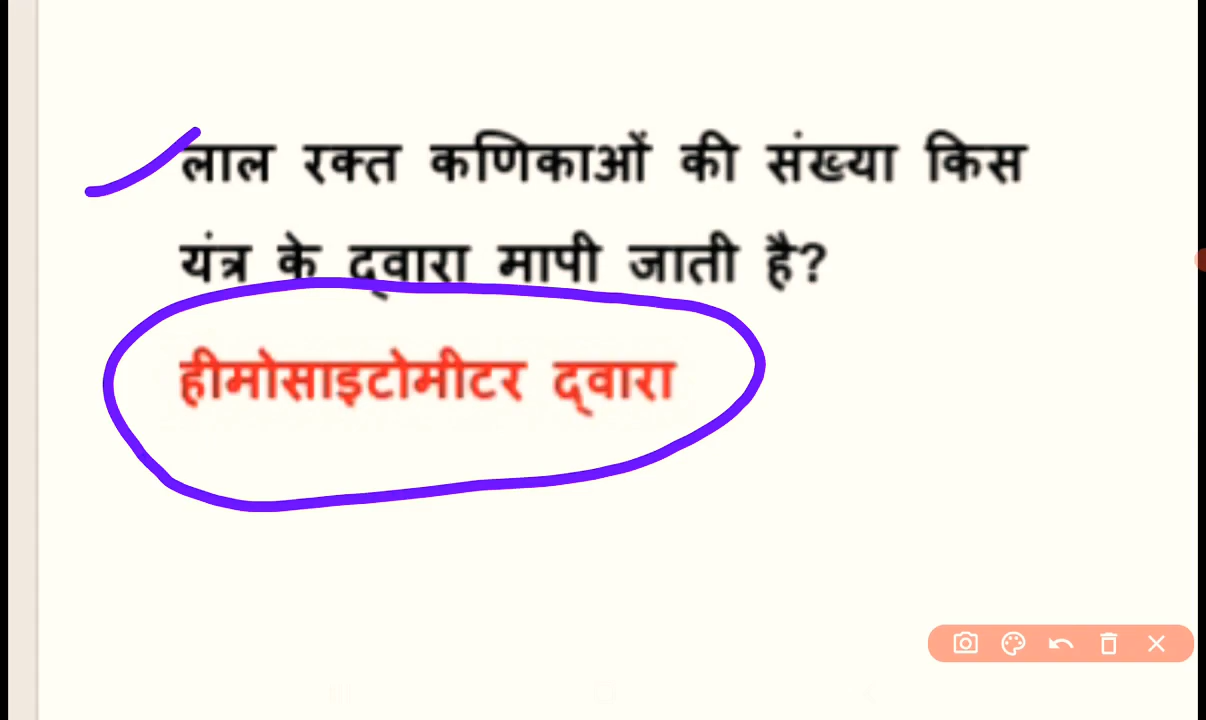 लाल रक्त कणिकाओं की संख्या किस
यंत्र के द्वारा मापी जाती है?
हीमोसाइटोमीटर द्वारा